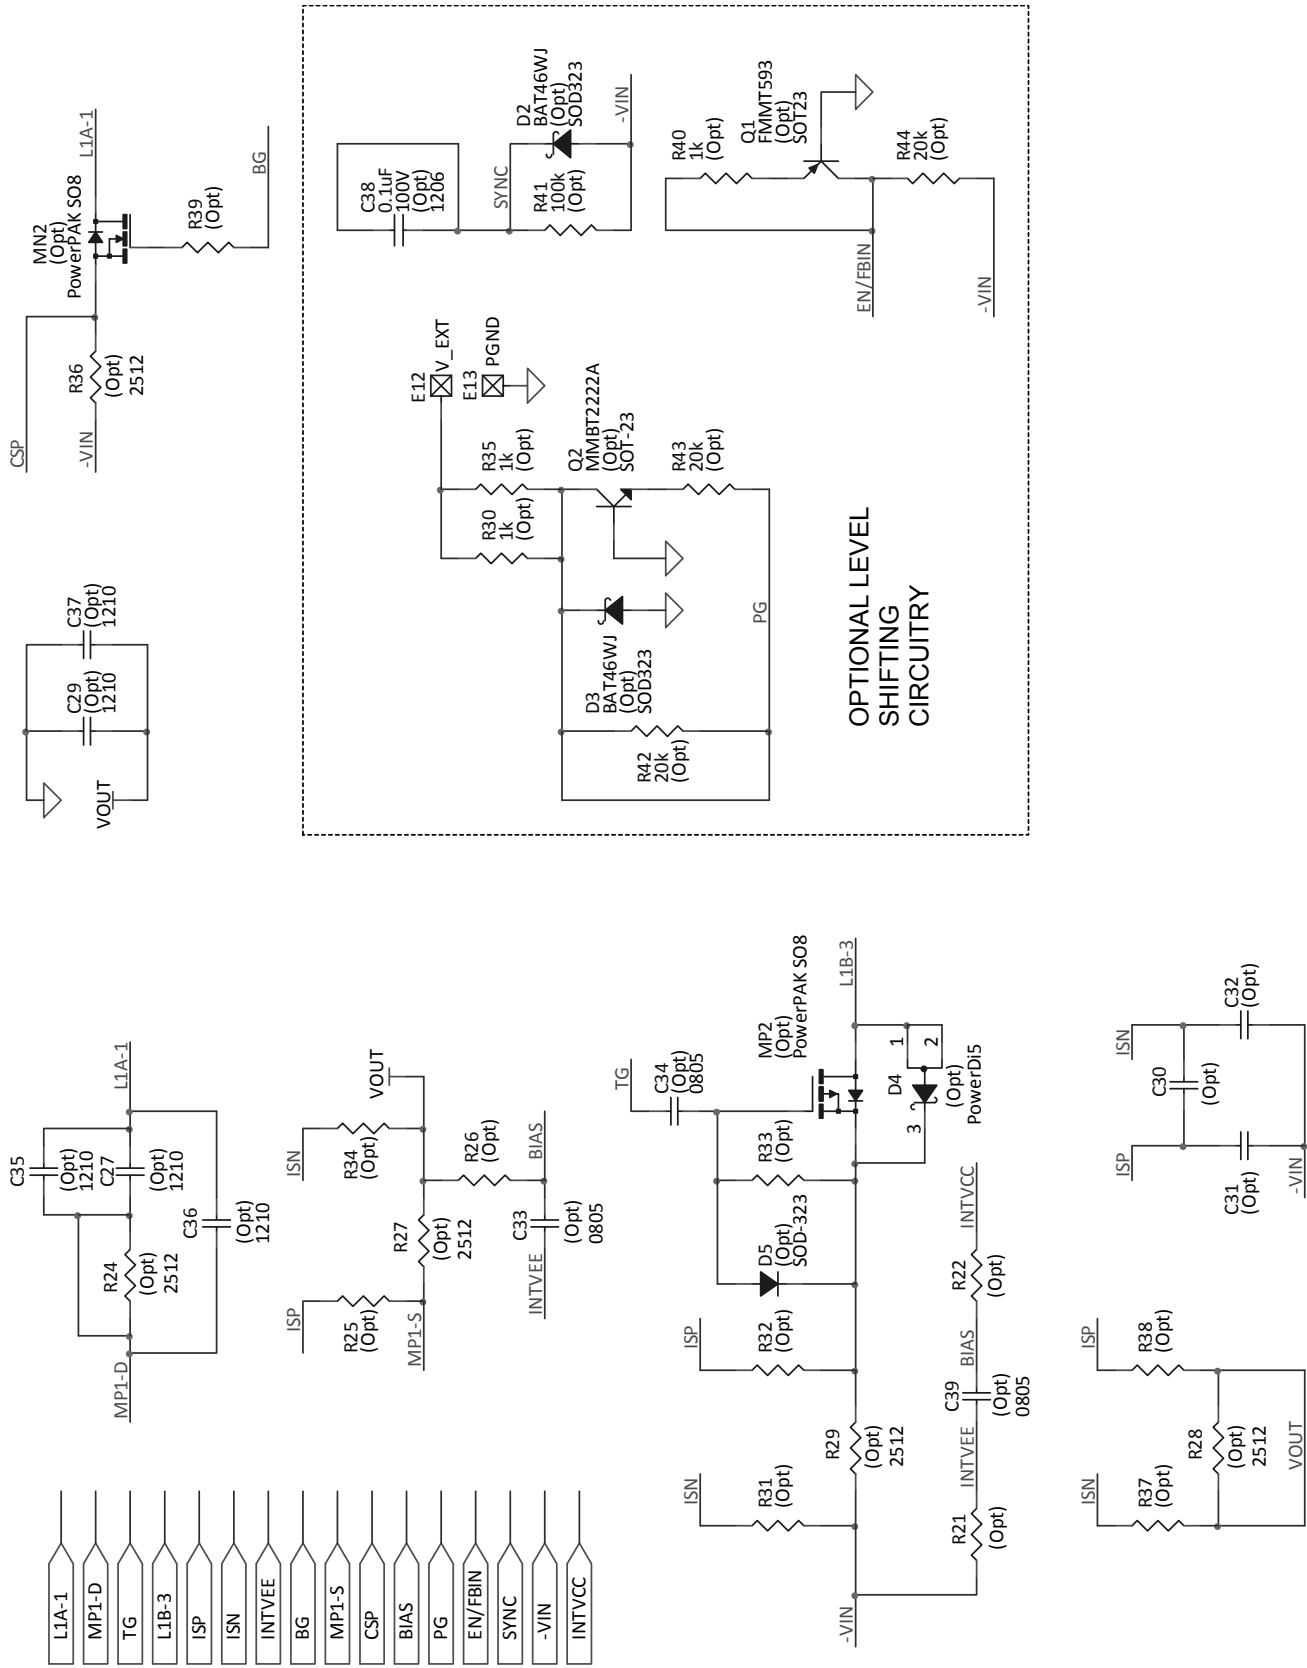 L1A-1
MP1-D
TG
L1B-3
ISP
ISN
INTVEE
BG
MP1-S
CSP
BIAS
PG
EN/FBIN
SYNC
-VIN
INTVCC
MP1-D
L1A-1
R24
(Opt)
2512
C35
(Opt)
1210
C27
(Opt)
1210
C36
(Opt)
1210
ISP
R25
(Opt)
MP1-S
R27
(Opt)
2512
ISN
R34
(Opt)
VOUT
R26
(Opt)
BIAS
INTVEE
C33
(Opt)
0805
-VIN
ISN
R31
(Opt)
R29
(Opt)
2512
ISP
R32
(Opt)
D5
(Opt)
SOD-323
R33
(Opt)
TG
C34
(Opt)
0805
MP2
(Opt)
PowerPAK SO8
L1B-3
D4
(Opt)
PowerDi5
1
2
3
R21
(Opt)
INTVEE
C39
(Opt)
0805
BIAS
R22
(Opt)
INTVCC
ISN
R37
(Opt)
R28
(Opt)
2512
ISP
R38
(Opt)
VOUT
ISP
ISN
C30
(Opt)
C31
(Opt)
C32
(Opt)
-VIN
VOUT
C29
(Opt)
1210
C37
(Opt)
1210
CSP
-VIN
R36
(Opt)
2512
MN2
(Opt)
PowerPAK SO8
L1A-1
R39
(Opt)
BG
R42
20k
(Opt)
D3
BAT46WJ
(Opt)
SOD323
R30
1k
(Opt)
R35
1k
(Opt)
E12
V_EXT
E13
PGND
Q2
MMBT2222A
(Opt)
SOT-23
R43
20k
(Opt)
PG
C38
0.1uF
100V
(Opt)
1206
SYNC
R41
100k
(Opt)
D2
BAT46WJ
(Opt)
SOD323
-VIN
R40
1k
(Opt)
Q1
FMMT593
(Opt)
SOT23
EN/FBIN
R44
20k
(Opt)
-VIN
OPTIONAL LEVEL
SHIFTING
CIRCUITRY